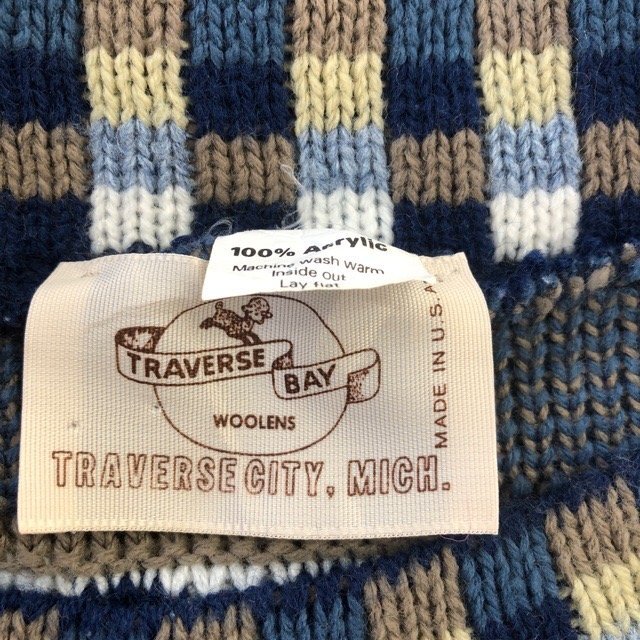 100% Acrylic
Machine Wash Warm
Inside Out
Lay flat
TRAVERSE BAY
WOOLENS
TRAVERSE CITY, MICH.
MADE IN U.S.A